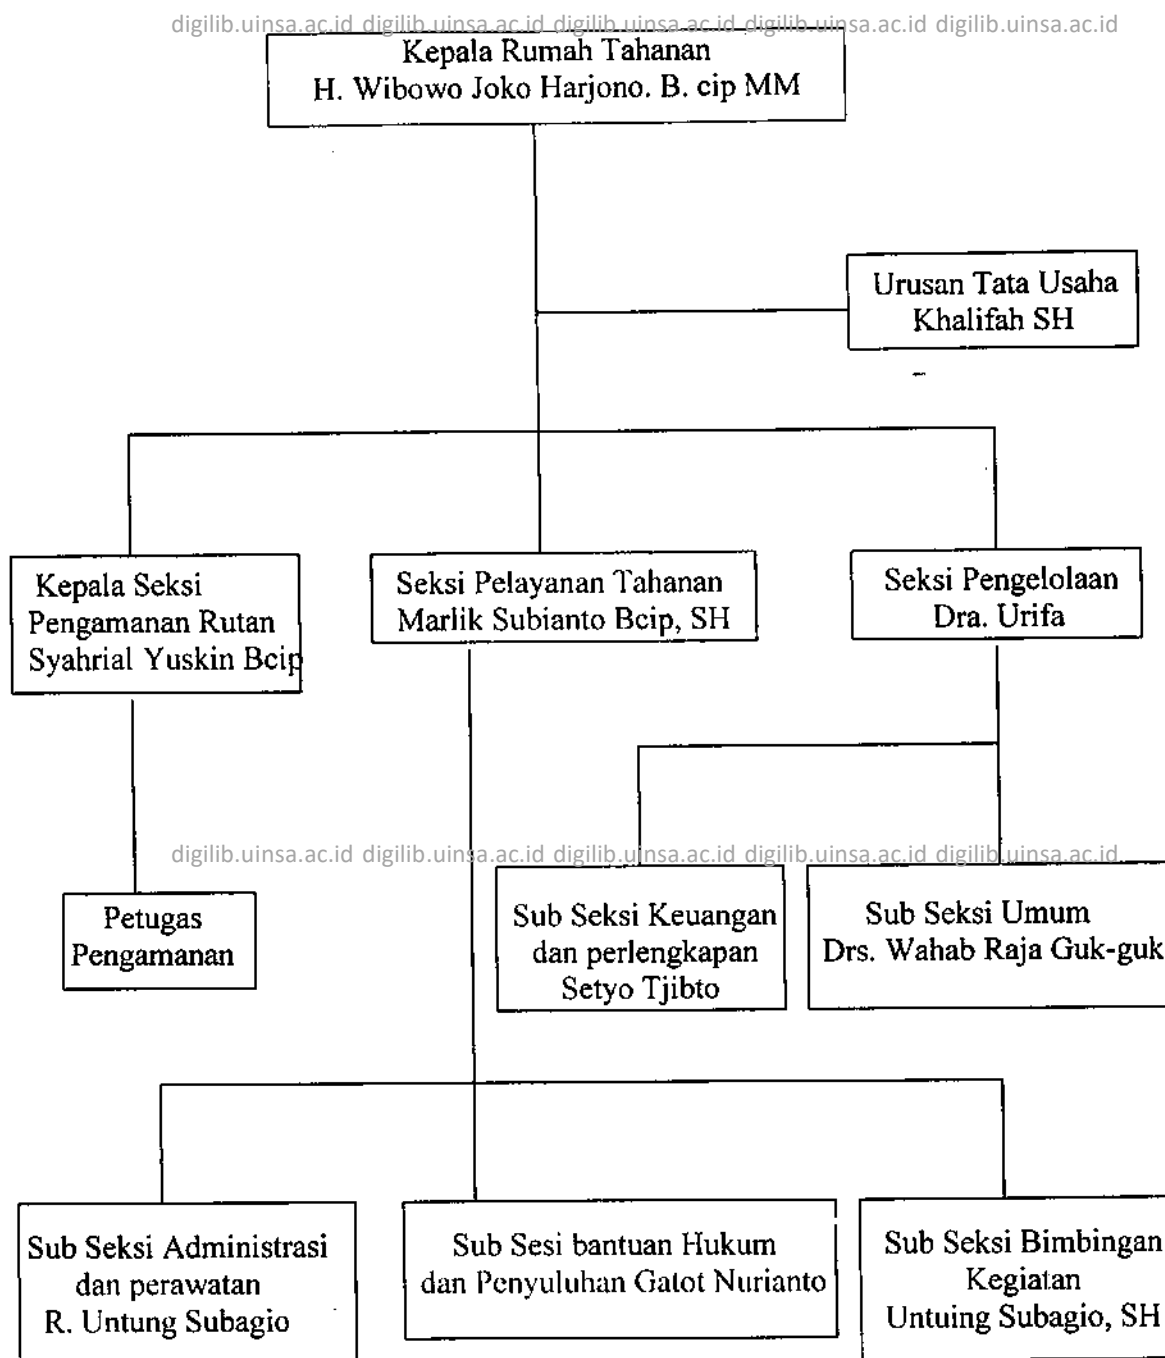 digilib.uinsa.ac.id digilib.uinsa.ac.id digilib.uinsa.ac.id digilib.uinsa.ac.id digilib.uinsa.ac.id
Kepala Rumah Tahanan
H. Wibowo Joko Harjono. B. cip MM
Urusan Tata Usaha
Khalifah SH
Kepala Seksi
Pengamanan Rutan
Syahrial Yuskin Bcip
Seksi Pelayanan Tahanan
Marlik Subianto Bcip, SH
Seksi Pengelolaan
Dra. Urifa
digilib.uinsa.ac.id digilib.uinsa.ac.id digilib.uinsa.ac.id digilib.uinsa.ac.id digilib.uinsa.ac.id
Petugas
Pengamanan
Sub Seksi Keuangan
dan perlengkapan
Setyo Tjibto
Sub Seksi Umum
Drs. Wahab Raja Guk-guk
Sub Seksi Administrasi
dan perawatan
R. Untung Subagio
Sub Sesi bantuan Hukum
dan Penyuluhan Gatot Nurianto
Sub Seksi Bimbingan
Kegiatan
Untuing Subagio, SH